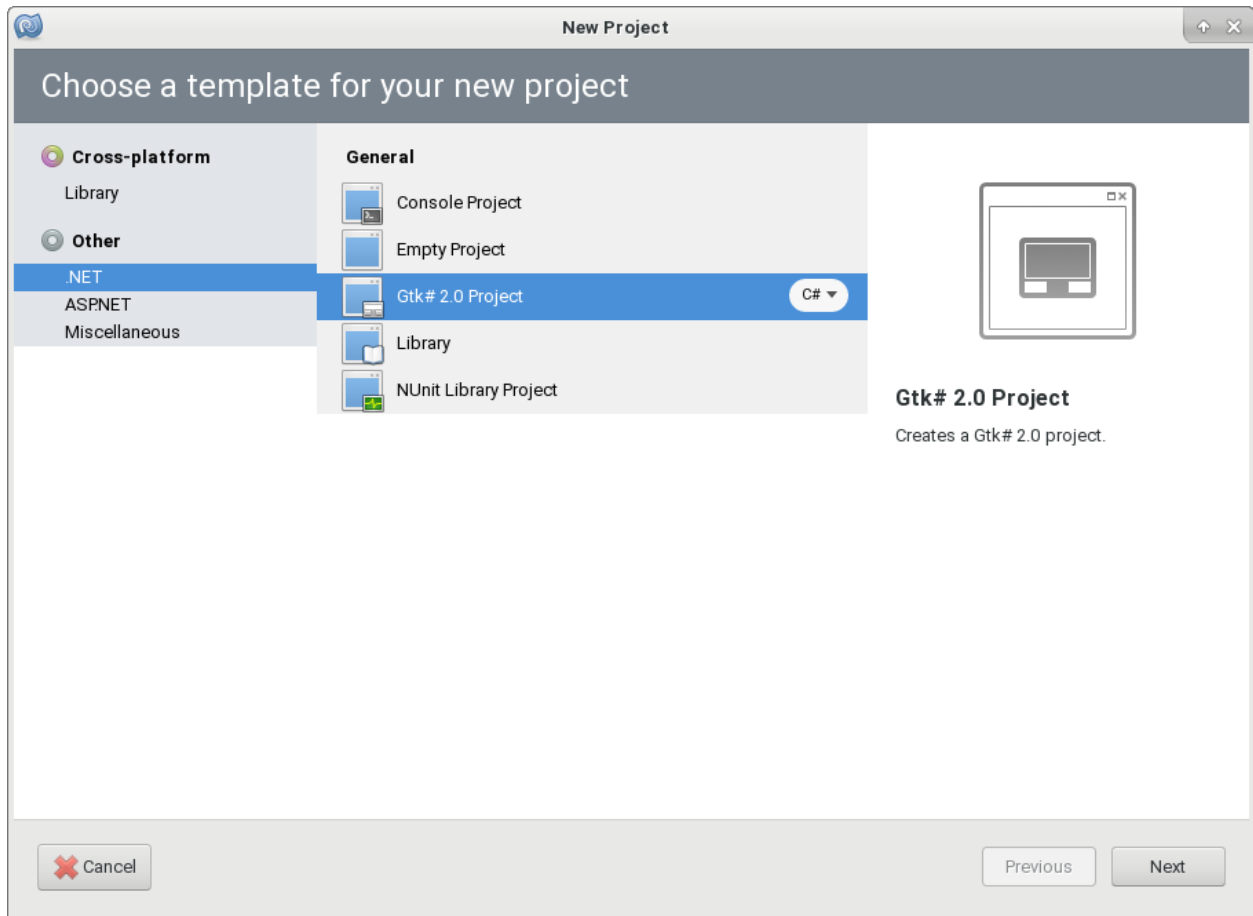 New Project
Choose a template for your new project
Cross-platform
Library
Other
.NET
ASP.NET
Miscellaneous
General
Console Project
Empty Project
Gtk# 2.0 Project
C#
Library
NUnit Library Project
Gtk# 2.0 Project
Creates a Gtk# 2.0 project.
Cancel
Previous
Next